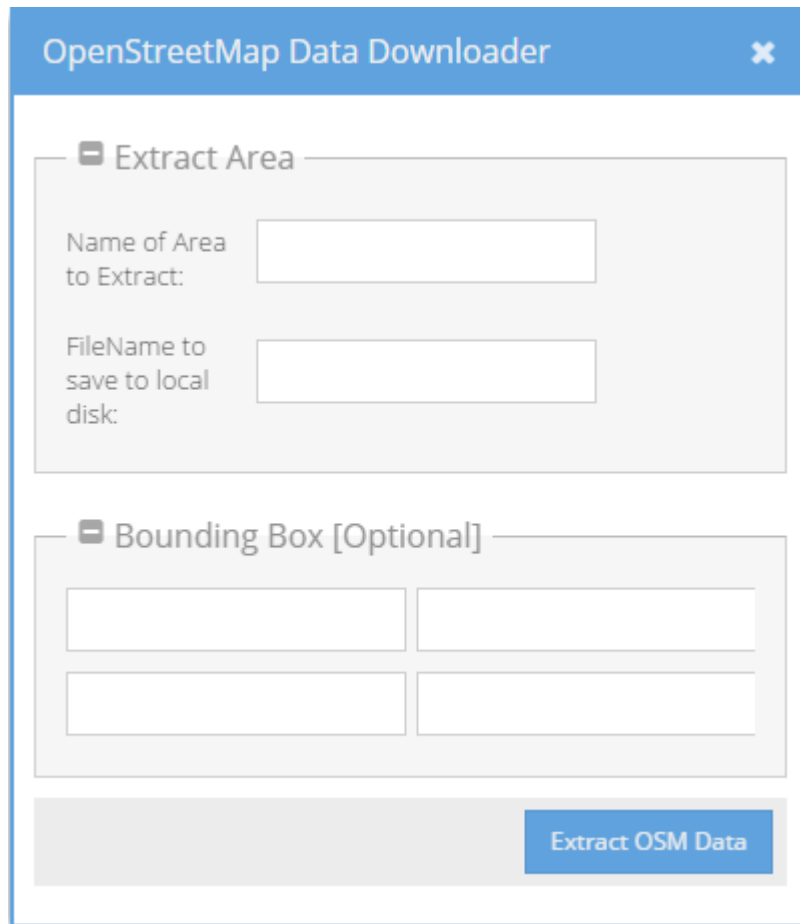 OpenStreetMap Data Downloader
Extract Area
Name of Area
to Extract:
FileName to
save to local
disk:
Bounding Box [Optional]
Extract OSM Data